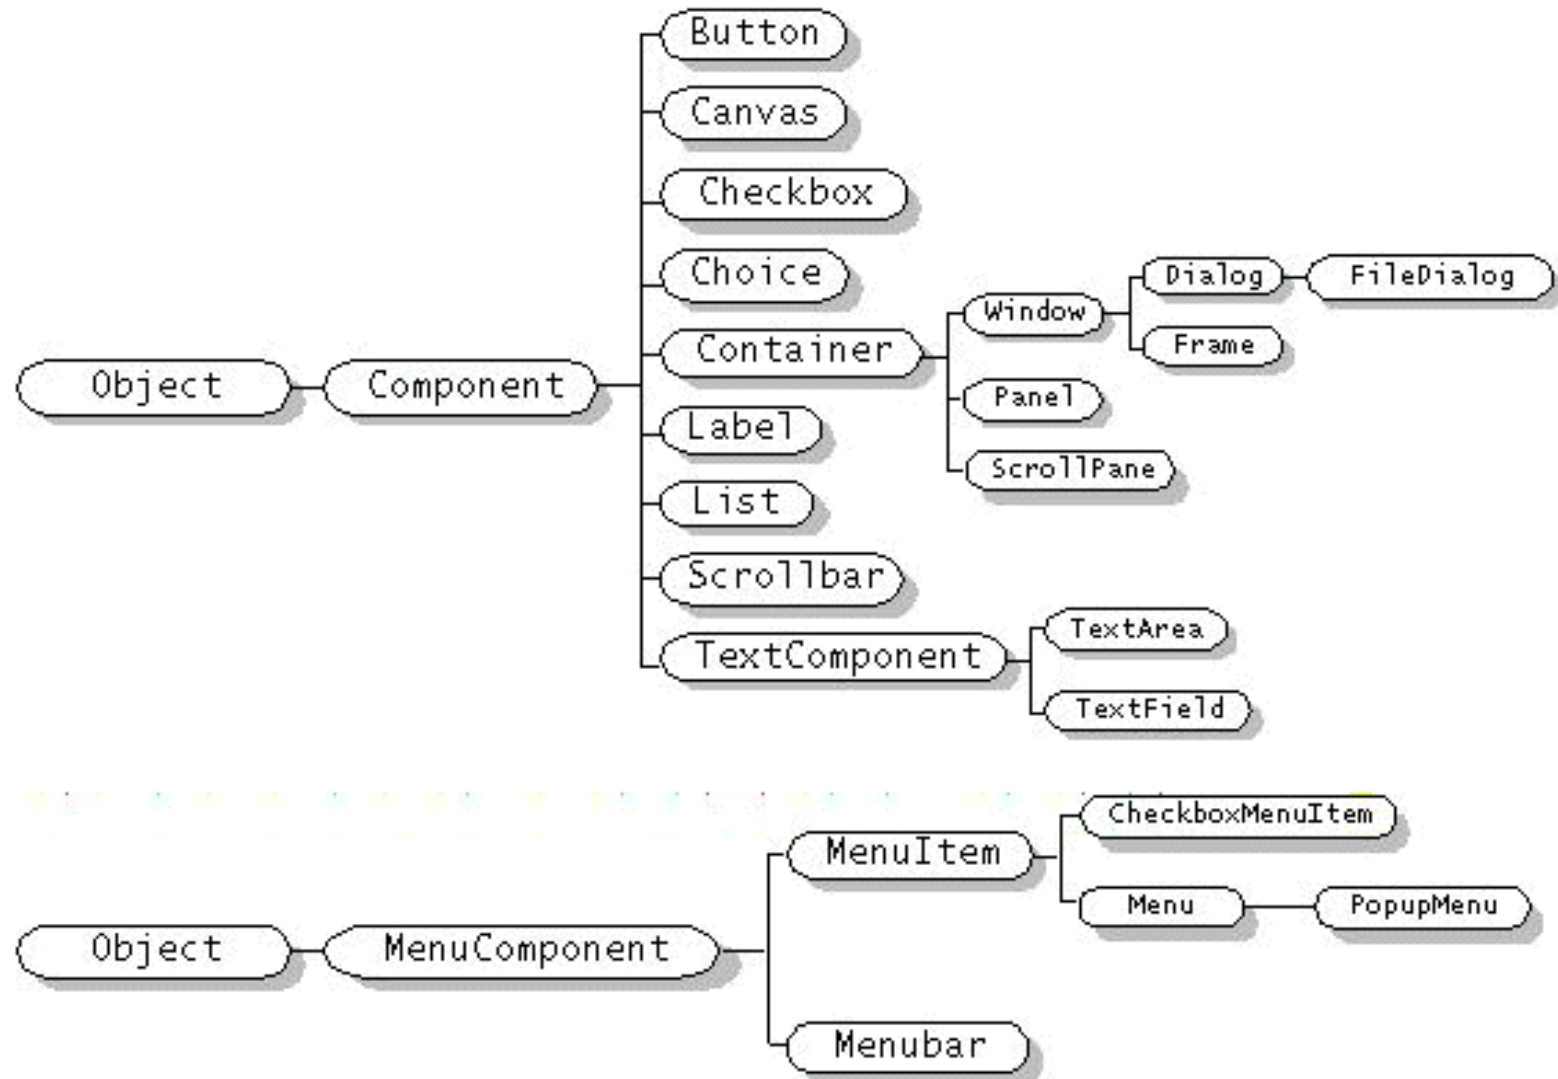 Button
Canvas
Checkbox
Choice
Dialog
FileDialog
Window
Frame
Container
Object
Component
Panel
Label
ScrollPane
List
Scrollbar
TextArea
TextComponent
TextField
CheckboxMenuItem
MenuItem
Menu
PopupMenu
Object
MenuComponent
Menubar